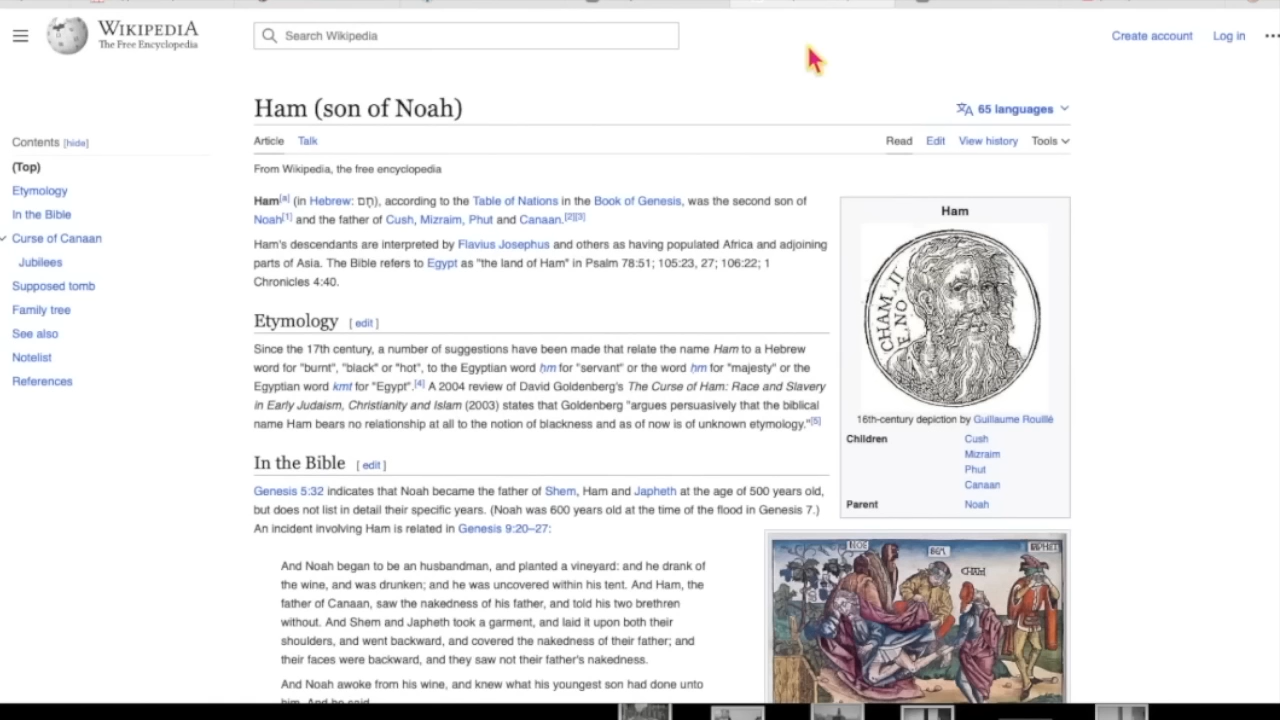 WIKIPEDIA
The Free Encyclopedia
Search Wikipedia
Create account
Log in
Contents [hide]
(Top)
Etymology
In the Bible
Curse of Canaan
Jubilees
Supposed tomb
Family tree
See also
Notelist
References
Ham (son of Noah)
65 languages
Article Talk
Read Edit View history Tools
From Wikipedia, the free encyclopedia
Ham[a] (in Hebrew: חָם), according to the Table of Nations in the Book of Genesis, was the second son of
Noah[1] and the father of Cush, Mizraim, Phut and Canaan.[2][3]
Ham's descendants are interpreted by Flavius Josephus and others as having populated Africa and adjoining
parts of Asia. The Bible refers to Egypt as "the land of Ham" in Psalm 78:51; 105:23, 27; 106:22; 1
Chronicles 4:40.
Etymology [ edit ]
Since the 17th century, a number of suggestions have been made that relate the name Ham to a Hebrew
word for "burnt", "black" or "hot", to the Egyptian word ḥm for "servant" or the word ḥm for "majesty" or the
Egyptian word kmt for "Egypt".[4] A 2004 review of David Goldenberg's The Curse of Ham: Race and Slavery
in Early Judaism, Christianity and Islam (2003) states that Goldenberg "argues persuasively that the biblical
name Ham bears no relationship at all to the notion of blackness and as of now is of unknown etymology."[5]
In the Bible [ edit ]
Genesis 5:32 indicates that Noah became the father of Shem, Ham and Japheth at the age of 500 years old,
but does not list in detail their specific years. (Noah was 600 years old at the time of the flood in Genesis 7.)
An incident involving Ham is related in Genesis 9:20–27:
And Noah began to be an husbandman, and planted a vineyard: and he drank of
the wine, and was drunken; and he was uncovered within his tent. And Ham, the
father of Canaan, saw the nakedness of his father, and told his two brethren
without. And Shem and Japheth took a garment, and laid it upon both their
shoulders, and went backward, and covered the nakedness of their father; and
their faces were backward, and they saw not their father's nakedness.
And Noah awoke from his wine, and knew what his youngest son had done unto
him. And he said
Ham
CHAM II
E. NO
16th-century depiction by Guillaume Rouillé
Children Cush
Mizraim
Phut
Canaan
Parent Noah
NOE
CHAM